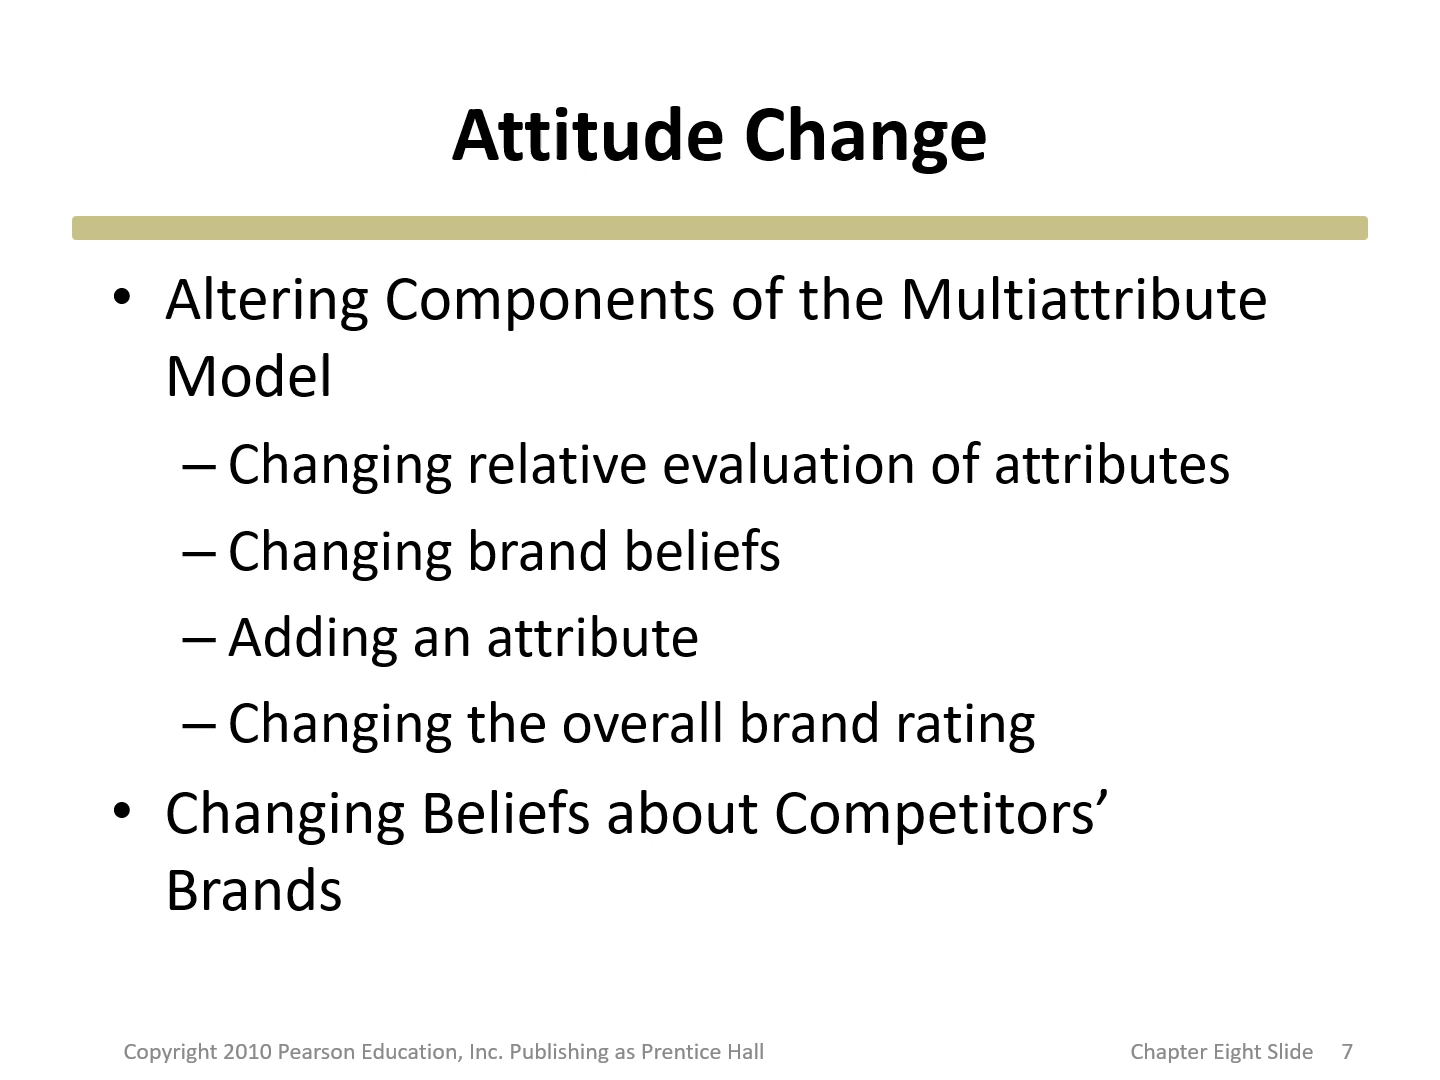 Attitude Change
• Altering Components of the Multiattribute
Model
– Changing relative evaluation of attributes
– Changing brand beliefs
– Adding an attribute
– Changing the overall brand rating
• Changing Beliefs about Competitors’
Brands
Copyright 2010 Pearson Education, Inc. Publishing as Prentice Hall
Chapter Eight Slide 7